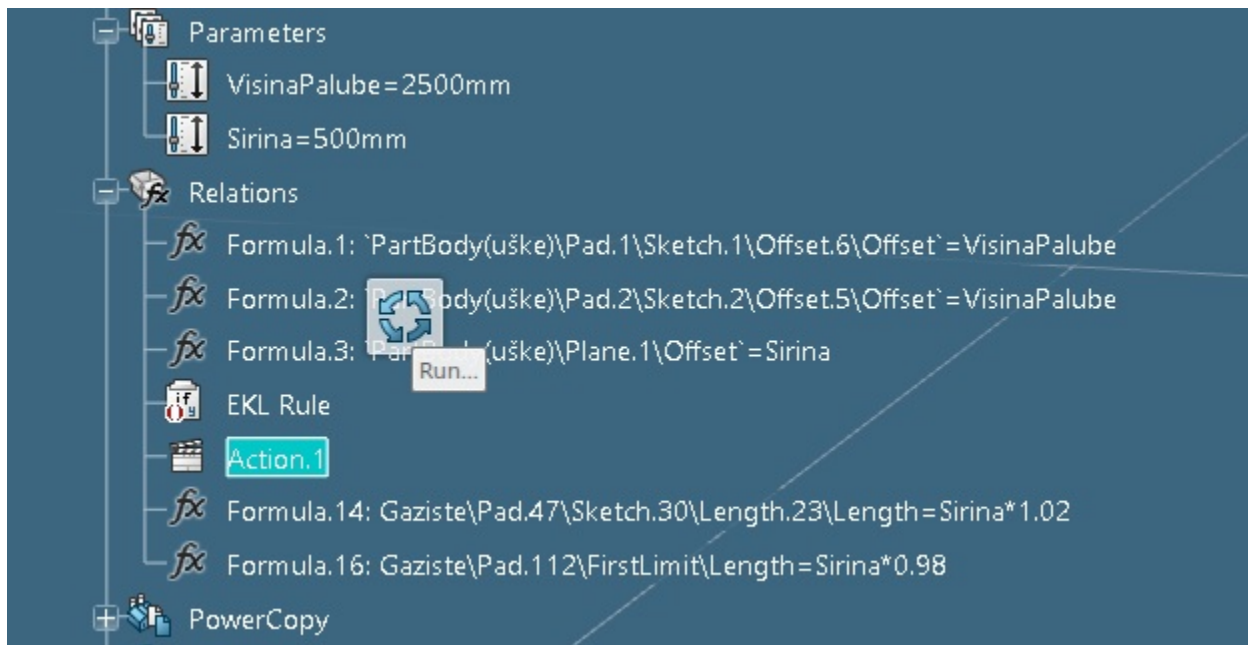 Parameters
VisinaPalube=2500mm
Sirina=500mm
Relations
Formula.1: `PartBody(uške)\Pad.1\Sketch.1\Offset.6\Offset`=VisinaPalube
Formula.2: `PartBody(uške)\Pad.2\Sketch.2\Offset.5\Offset`=VisinaPalube
Formula.3: `PartBody(uške)\Plane.1\Offset`=Sirina
Run...
EKL Rule
Action.1
Formula.14: Gaziste\Pad.47\Sketch.30\Length.23\Length=Sirina*1.02
Formula.16: Gaziste\Pad.112\FirstLimit\Length=Sirina*0.98
PowerCopy